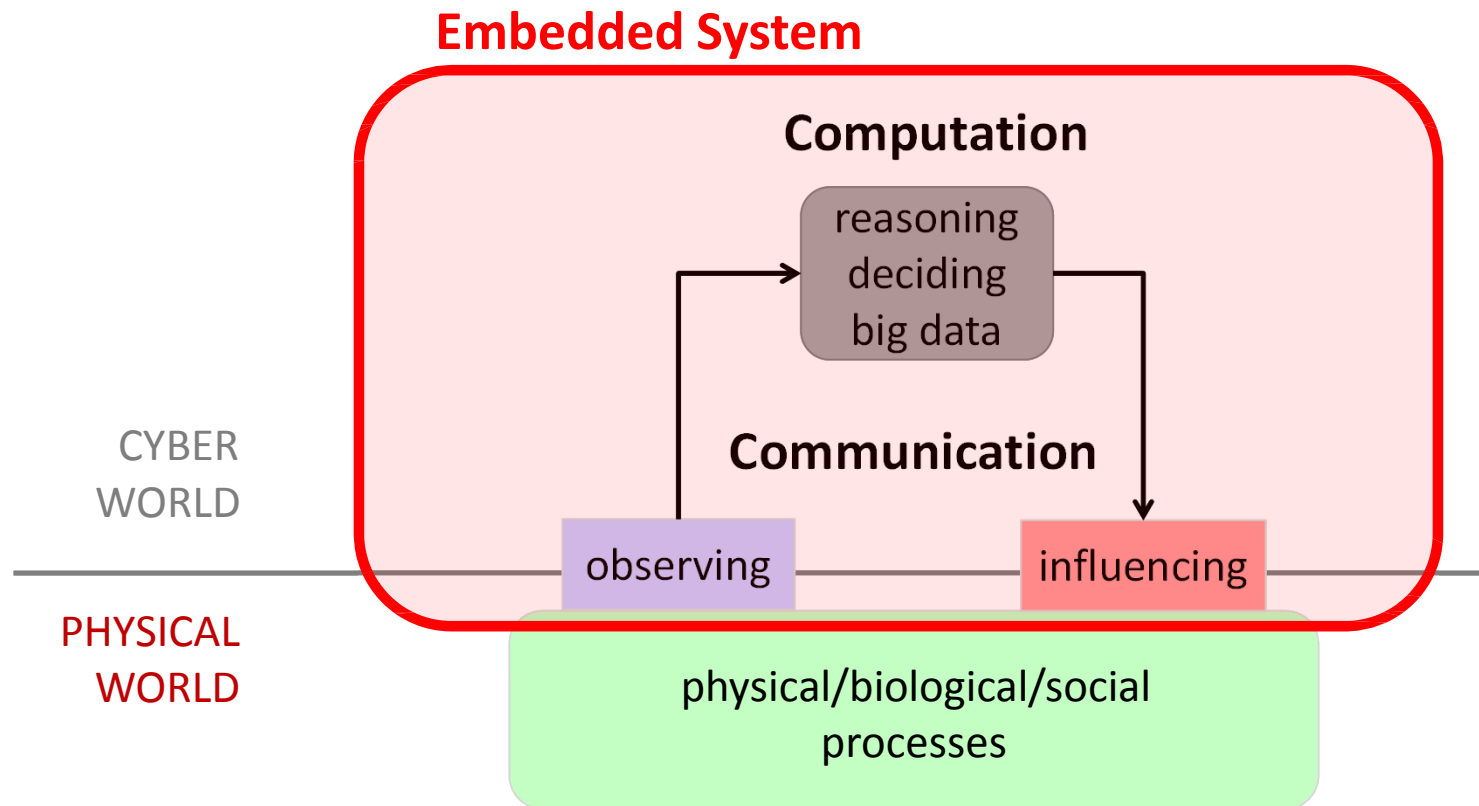 Embedded System
Computation
reasoning
deciding
big data
CYBER
WORLD
Communication
observing
influencing
PHYSICAL
WORLD
physical/biological/social
processes